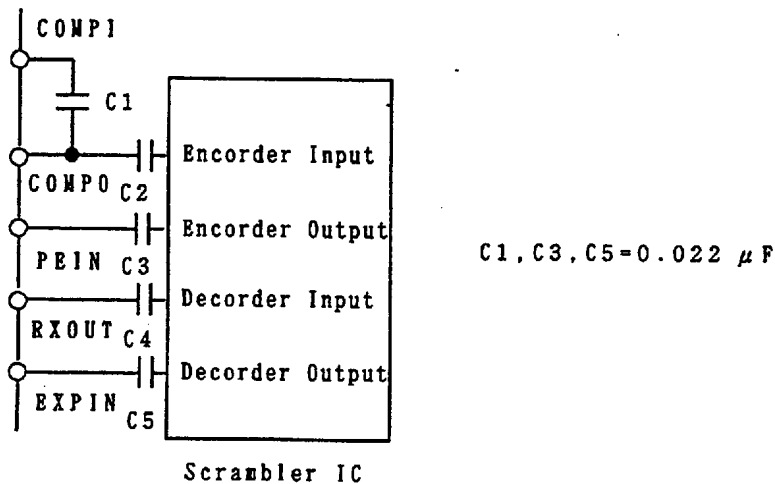 COMPI
C1
Encorder Input
COMPO C2
Encorder Output
PEIN C3
C1,C3,C5=0.022 μF
Decorder Input
RXOUT C4
Decorder Output
EXPIN C5
Scrambler IC